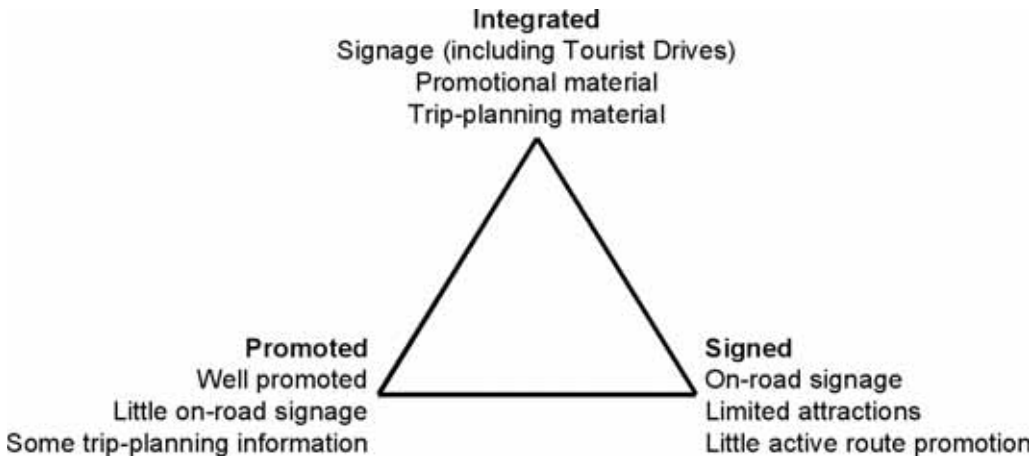 Integrated
Signage (including Tourist Drives)
Promotional material
Trip-planning material
Promoted
Well promoted
Little on-road signage
Some trip-planning information
Signed
On-road signage
Limited attractions
Little active route promotion